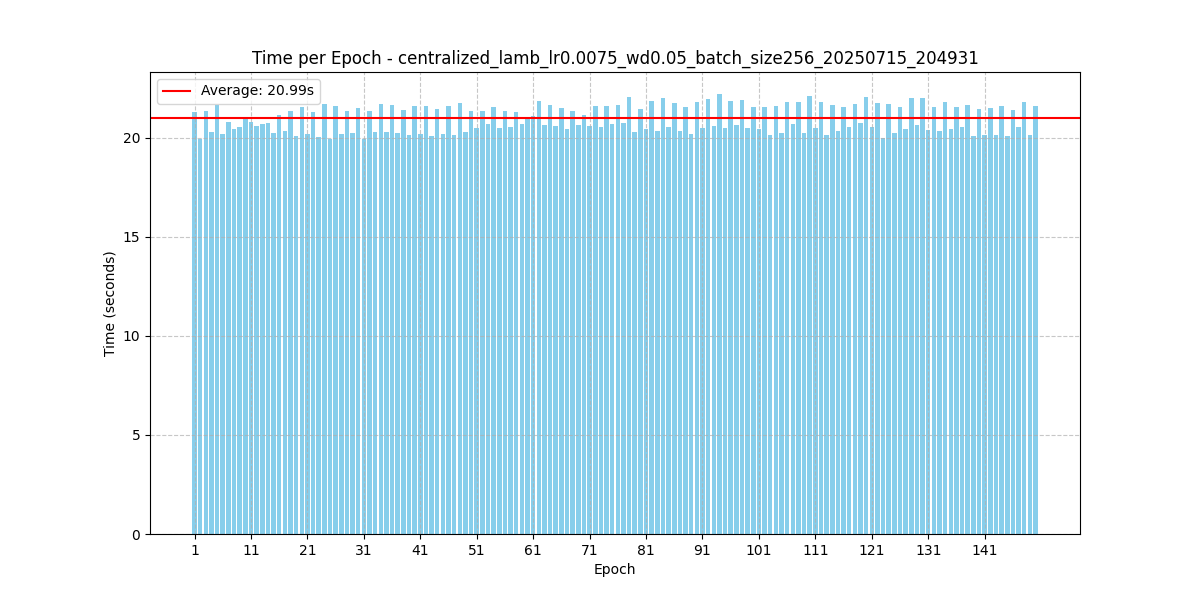 Time per Epoch - centralized_lamb_lr0.0075_wd0.05_batch_size256_20250715_204931
Average: 20.99s
20
15
10
5
0
Time (seconds)
1 11 21 31 41 51 61 71 81 91 101 111 121 131 141
Epoch